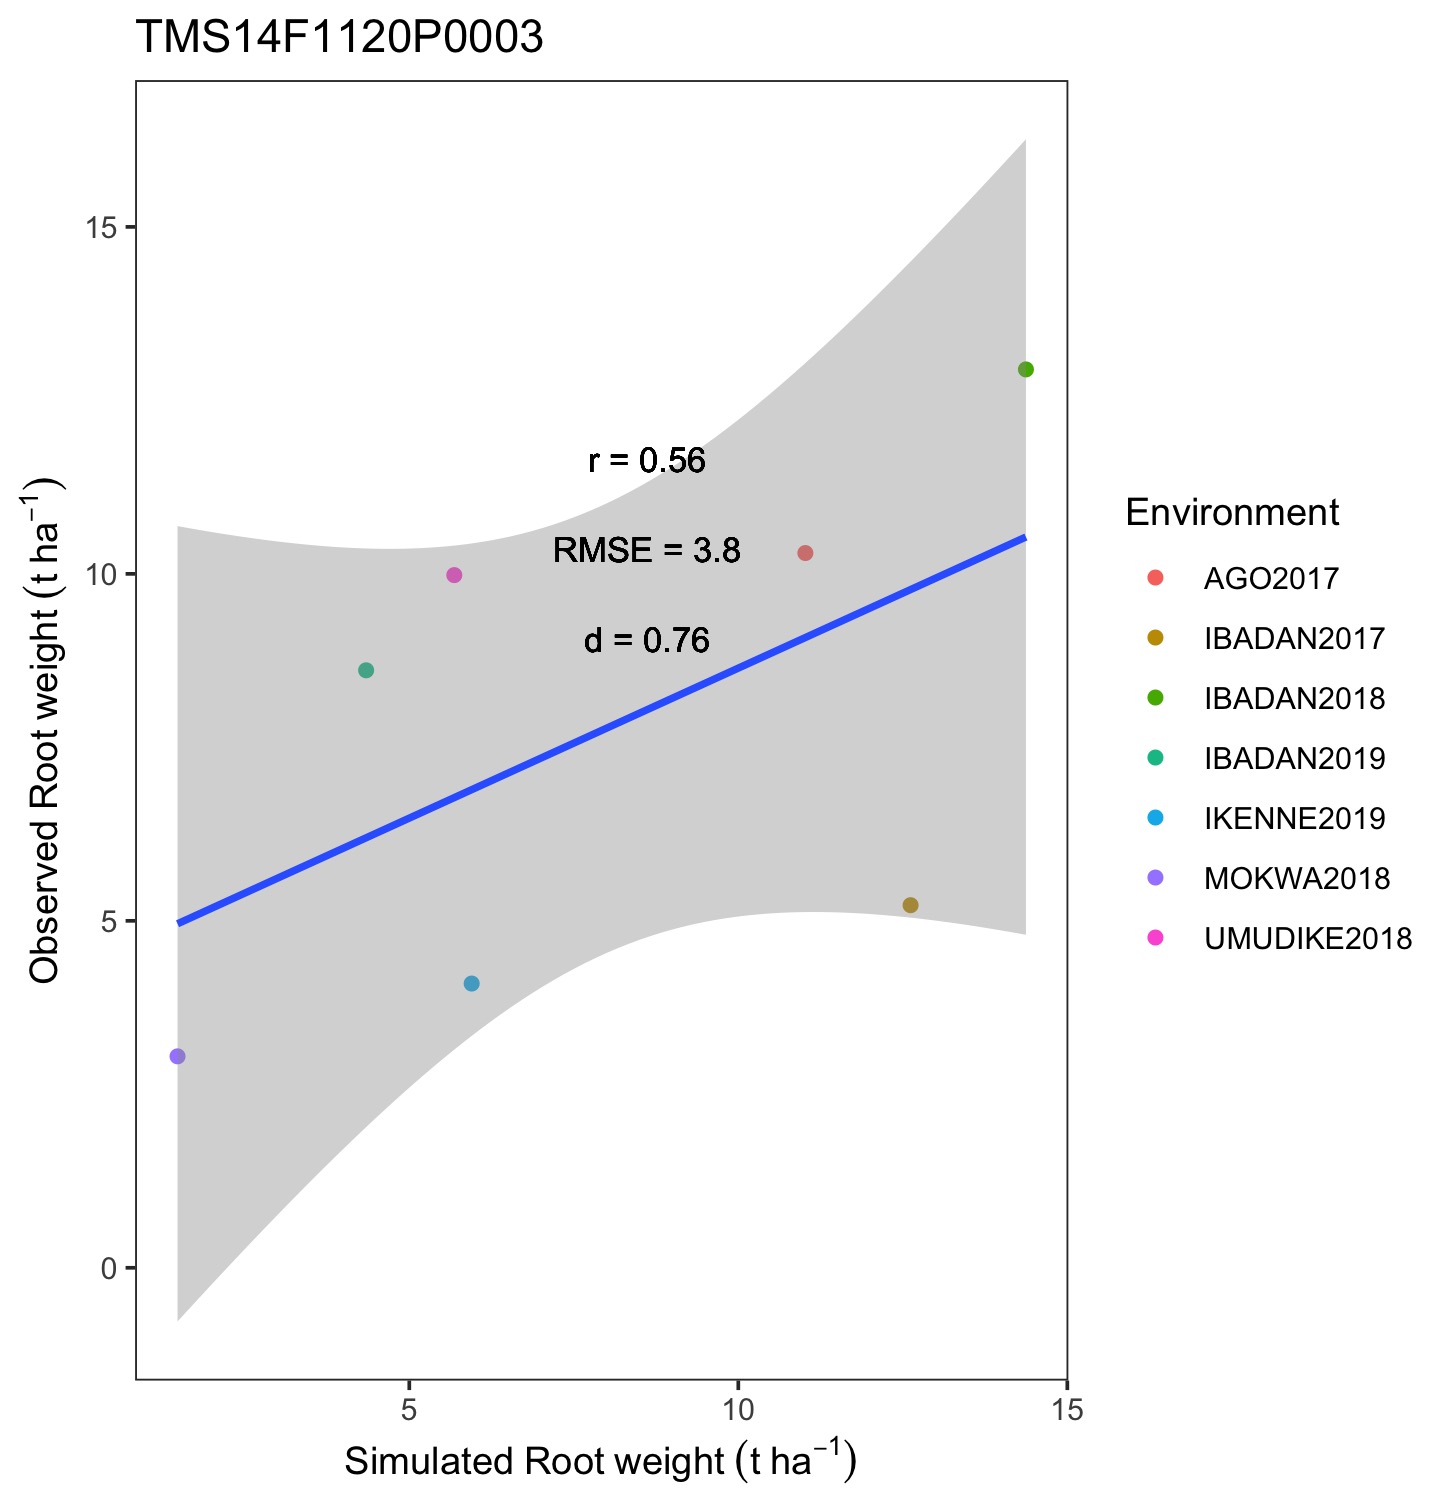 TMS14F1120P0003
15
10
5
0
Observed Root weight (t ha⁻¹)
r = 0.56
RMSE = 3.8
d = 0.76
5
10
15
Simulated Root weight (t ha⁻¹)
Environment
AGO2017
IBADAN2017
IBADAN2018
IBADAN2019
IKENNE2019
MOKWA2018
UMUDIKE2018